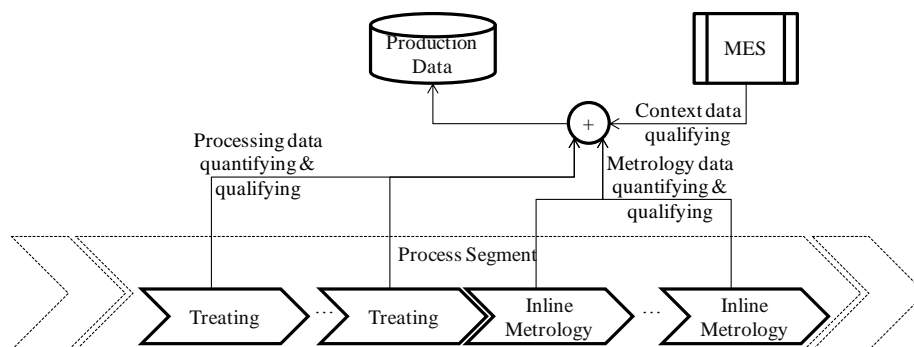 Production
Data
MES
+
Context data
qualifying
Processing data
quantifying &
qualifying
Metrology data
quantifying &
qualifying
Process Segment
Treating
...
Treating
Inline
Metrology
...
Inline
Metrology